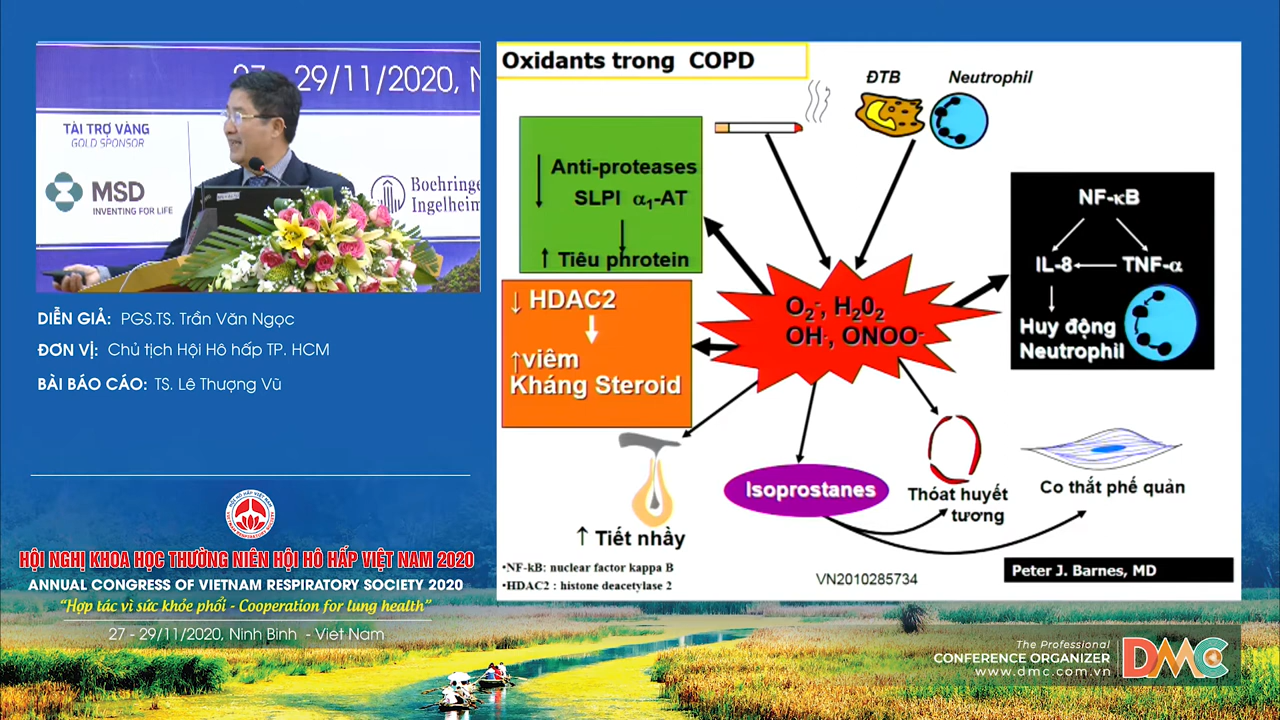 27 - 29/11/2020, N
TÀI TRỢ VÀNG
GOLD SPONSOR
MSD
INVENTING FOR LIFE
Boehringe
Ingelheim
DIỄN GIẢ: PGS.TS. Trần Văn Ngọc
ĐƠN VỊ: Chủ tịch Hội Hô hấp TP. HCM
BÀI BÁO CÁO: TS. Lê Thượng Vũ
HỘI NGHỊ KHOA HỌC THƯỜNG NIÊN HỘI HÔ HẤP VIỆT NAM 2020
ANNUAL CONGRESS OF VIETNAM RESPIRATORY SOCIETY 2020
“Hợp tác vì sức khỏe phổi - Cooperation for lung health”
27 - 29/11/2020, Ninh Binh - Viet Nam
Oxidants trong COPD
ĐTB
Neutrophil
↓ Anti-proteases
SLPI α1-AT
↑ Tiêu phrotein
↓ HDAC2
↑viêm
Kháng Steroid
O2-, H202
OH-, ONOO-
NF-κB
IL-8
TNF-α
Huy động
Neutrophil
↑ Tiết nhầy
Isoprostanes
Thóat huyết
tương
Co thắt phế quản
•NF-kB: nuclear factor kappa B
•HDAC2 : histone deacetylase 2
VN2010285734
Peter J. Barnes, MD
The Professional
CONFERENCE ORGANIZER
www.dmc.com.vn
DMC